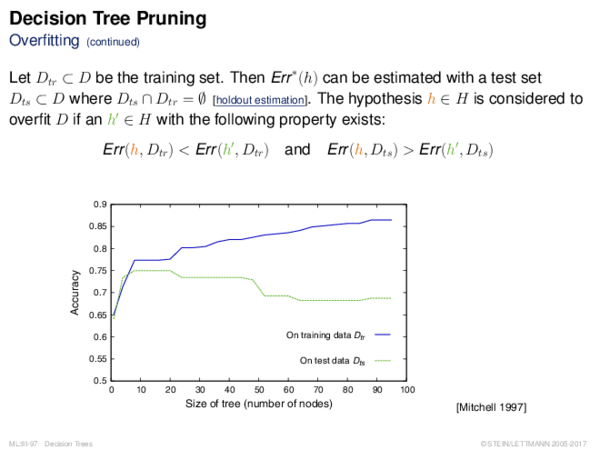 Decision Tree Pruning
Overfitting (continued)
Let D_tr ⊂ D be the training set. Then Err*(h) can be estimated with a test set
D_ts ⊂ D where D_ts ∩ D_tr = ∅ [holdout estimation]. The hypothesis h ∈ H is considered to
overfit D if an h′ ∈ H with the following property exists:
Err(h, D_tr) < Err(h′, D_tr) and Err(h, D_ts) > Err(h′, D_ts)
0.9
0.85
0.8
0.75
0.7
0.65
0.6
0.55
0.5
Accuracy
On training data D_tr
On test data D_ts
0 10 20 30 40 50 60 70 80 90 100
Size of tree (number of nodes)
[Mitchell 1997]
ML:III-97 Decision Trees
© STEIN/LETTMANN 2005-2017